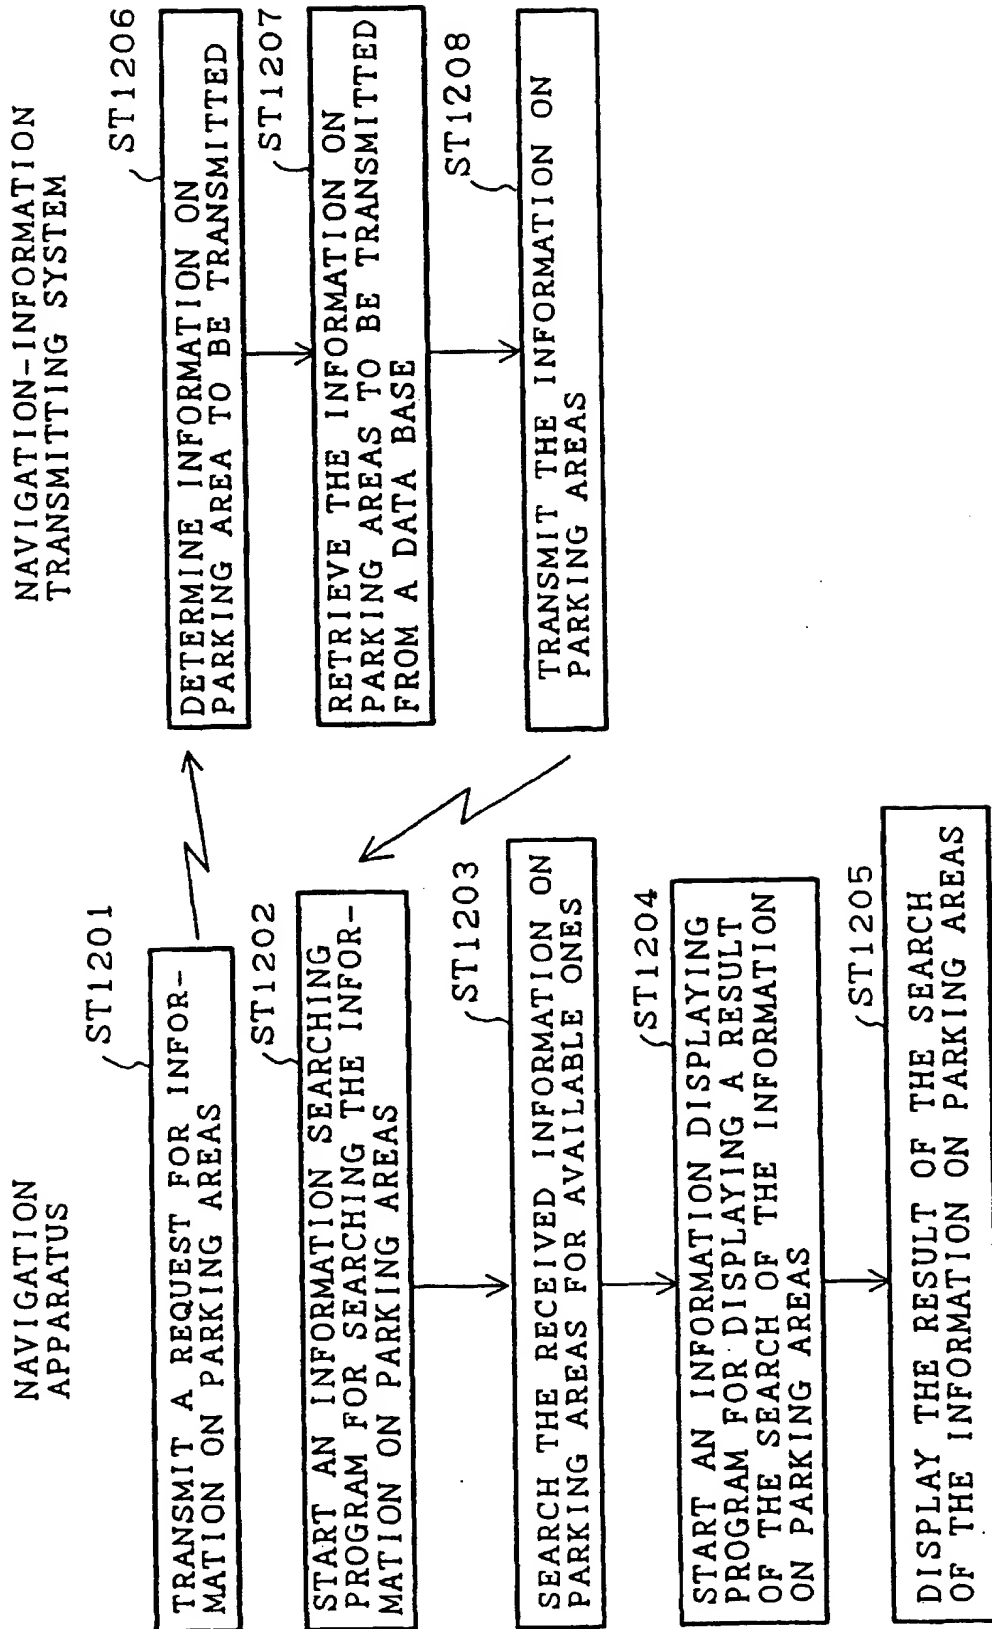 NAVIGATION
APPARATUS
ST1201
TRANSMIT A REQUEST FOR INFOR-
MATION ON PARKING AREAS
ST1202
START AN INFORMATION SEARCHING
PROGRAM FOR SEARCHING THE INFOR-
MATION ON PARKING AREAS
ST1203
SEARCH THE RECEIVED INFORMATION ON
PARKING AREAS FOR AVAILABLE ONES
ST1204
START AN INFORMATION DISPLAYING
PROGRAM FOR DISPLAYING A RESULT
OF THE SEARCH OF THE INFORMATION
ON PARKING AREAS
ST1205
DISPLAY THE RESULT OF THE SEARCH
OF THE INFORMATION ON PARKING AREAS
NAVIGATION-INFORMATION
TRANSMITTING SYSTEM
ST1206
DETERMINE INFORMATION ON
PARKING AREA TO BE TRANSMITTED
ST1207
RETRIEVE THE INFORMATION ON
PARKING AREAS TO BE TRANSMITTED
FROM A DATA BASE
ST1208
TRANSMIT THE INFORMATION ON
PARKING AREAS